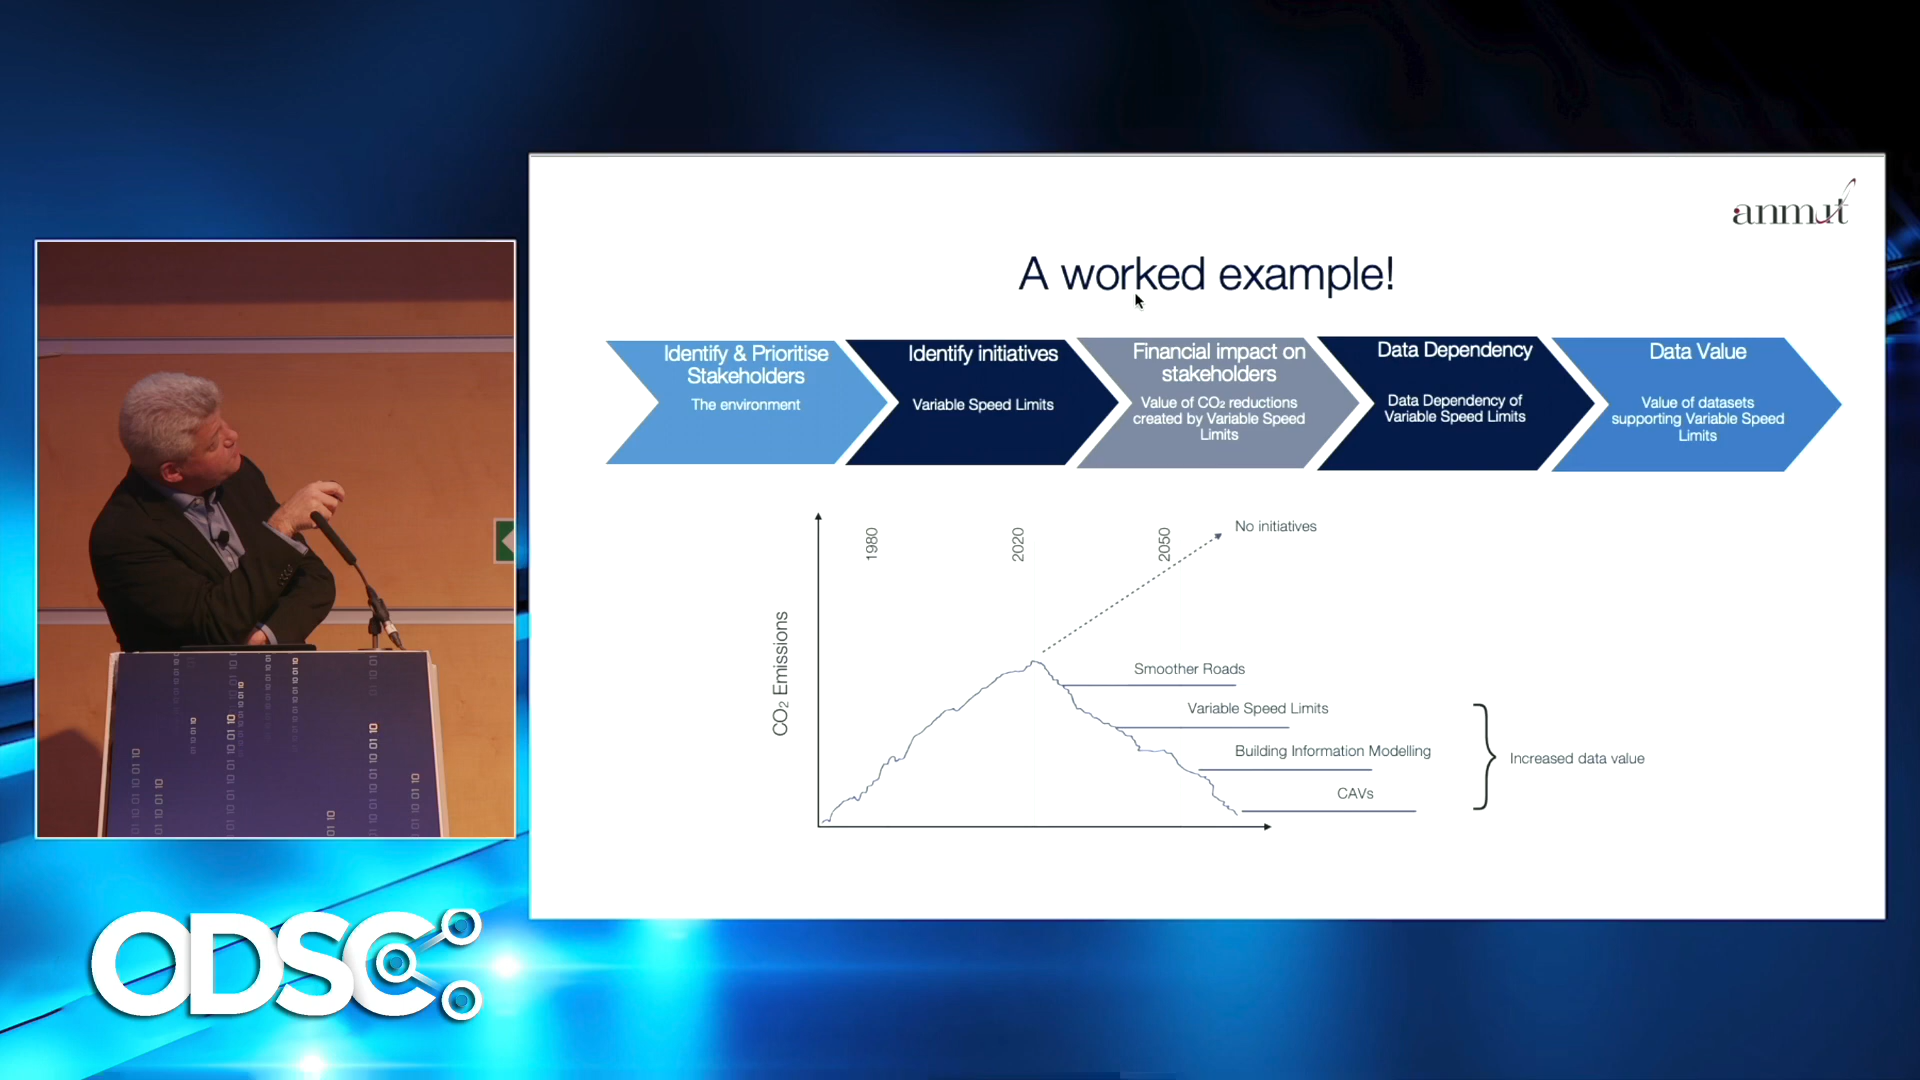 anmut
A worked example!
Identify & Prioritise
Stakeholders
The environment
Identify initiatives
Variable Speed Limits
Financial impact on
stakeholders
Value of CO₂ reductions
created by Variable Speed
Limits
Data Dependency
Data Dependency of
Variable Speed Limits
Data Value
Value of datasets
supporting Variable Speed
Limits
1980
2020
2050
No initiatives
CO₂ Emissions
Smoother Roads
Variable Speed Limits
Building Information Modelling
CAVs
Increased data value
ODSC